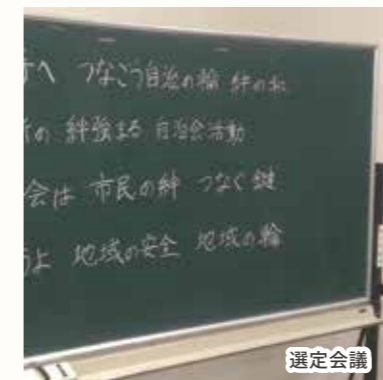 へ つなごう自治の輪 絆の
の 絆強まる 自治会活動
会は 市民の絆 つなぐ鍵
うよ 地域の安全 地域の輪
選定会議